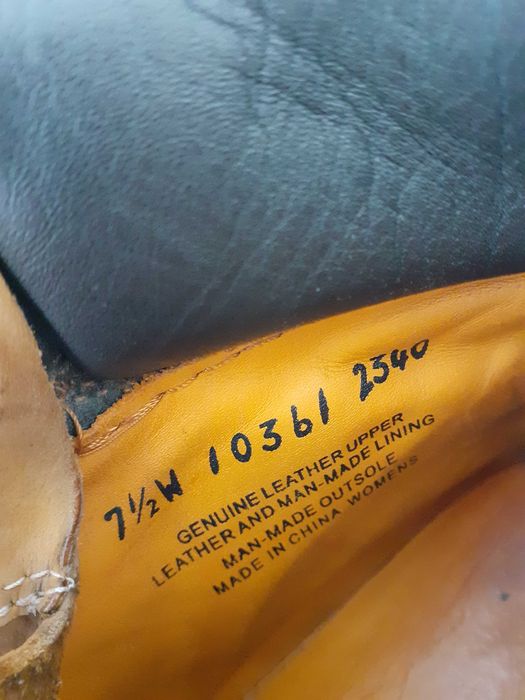 7½W 10361 2340
GENUINE LEATHER UPPER
LEATHER AND MAN-MADE LINING
MAN-MADE OUTSOLE
MADE IN CHINA WOMENS